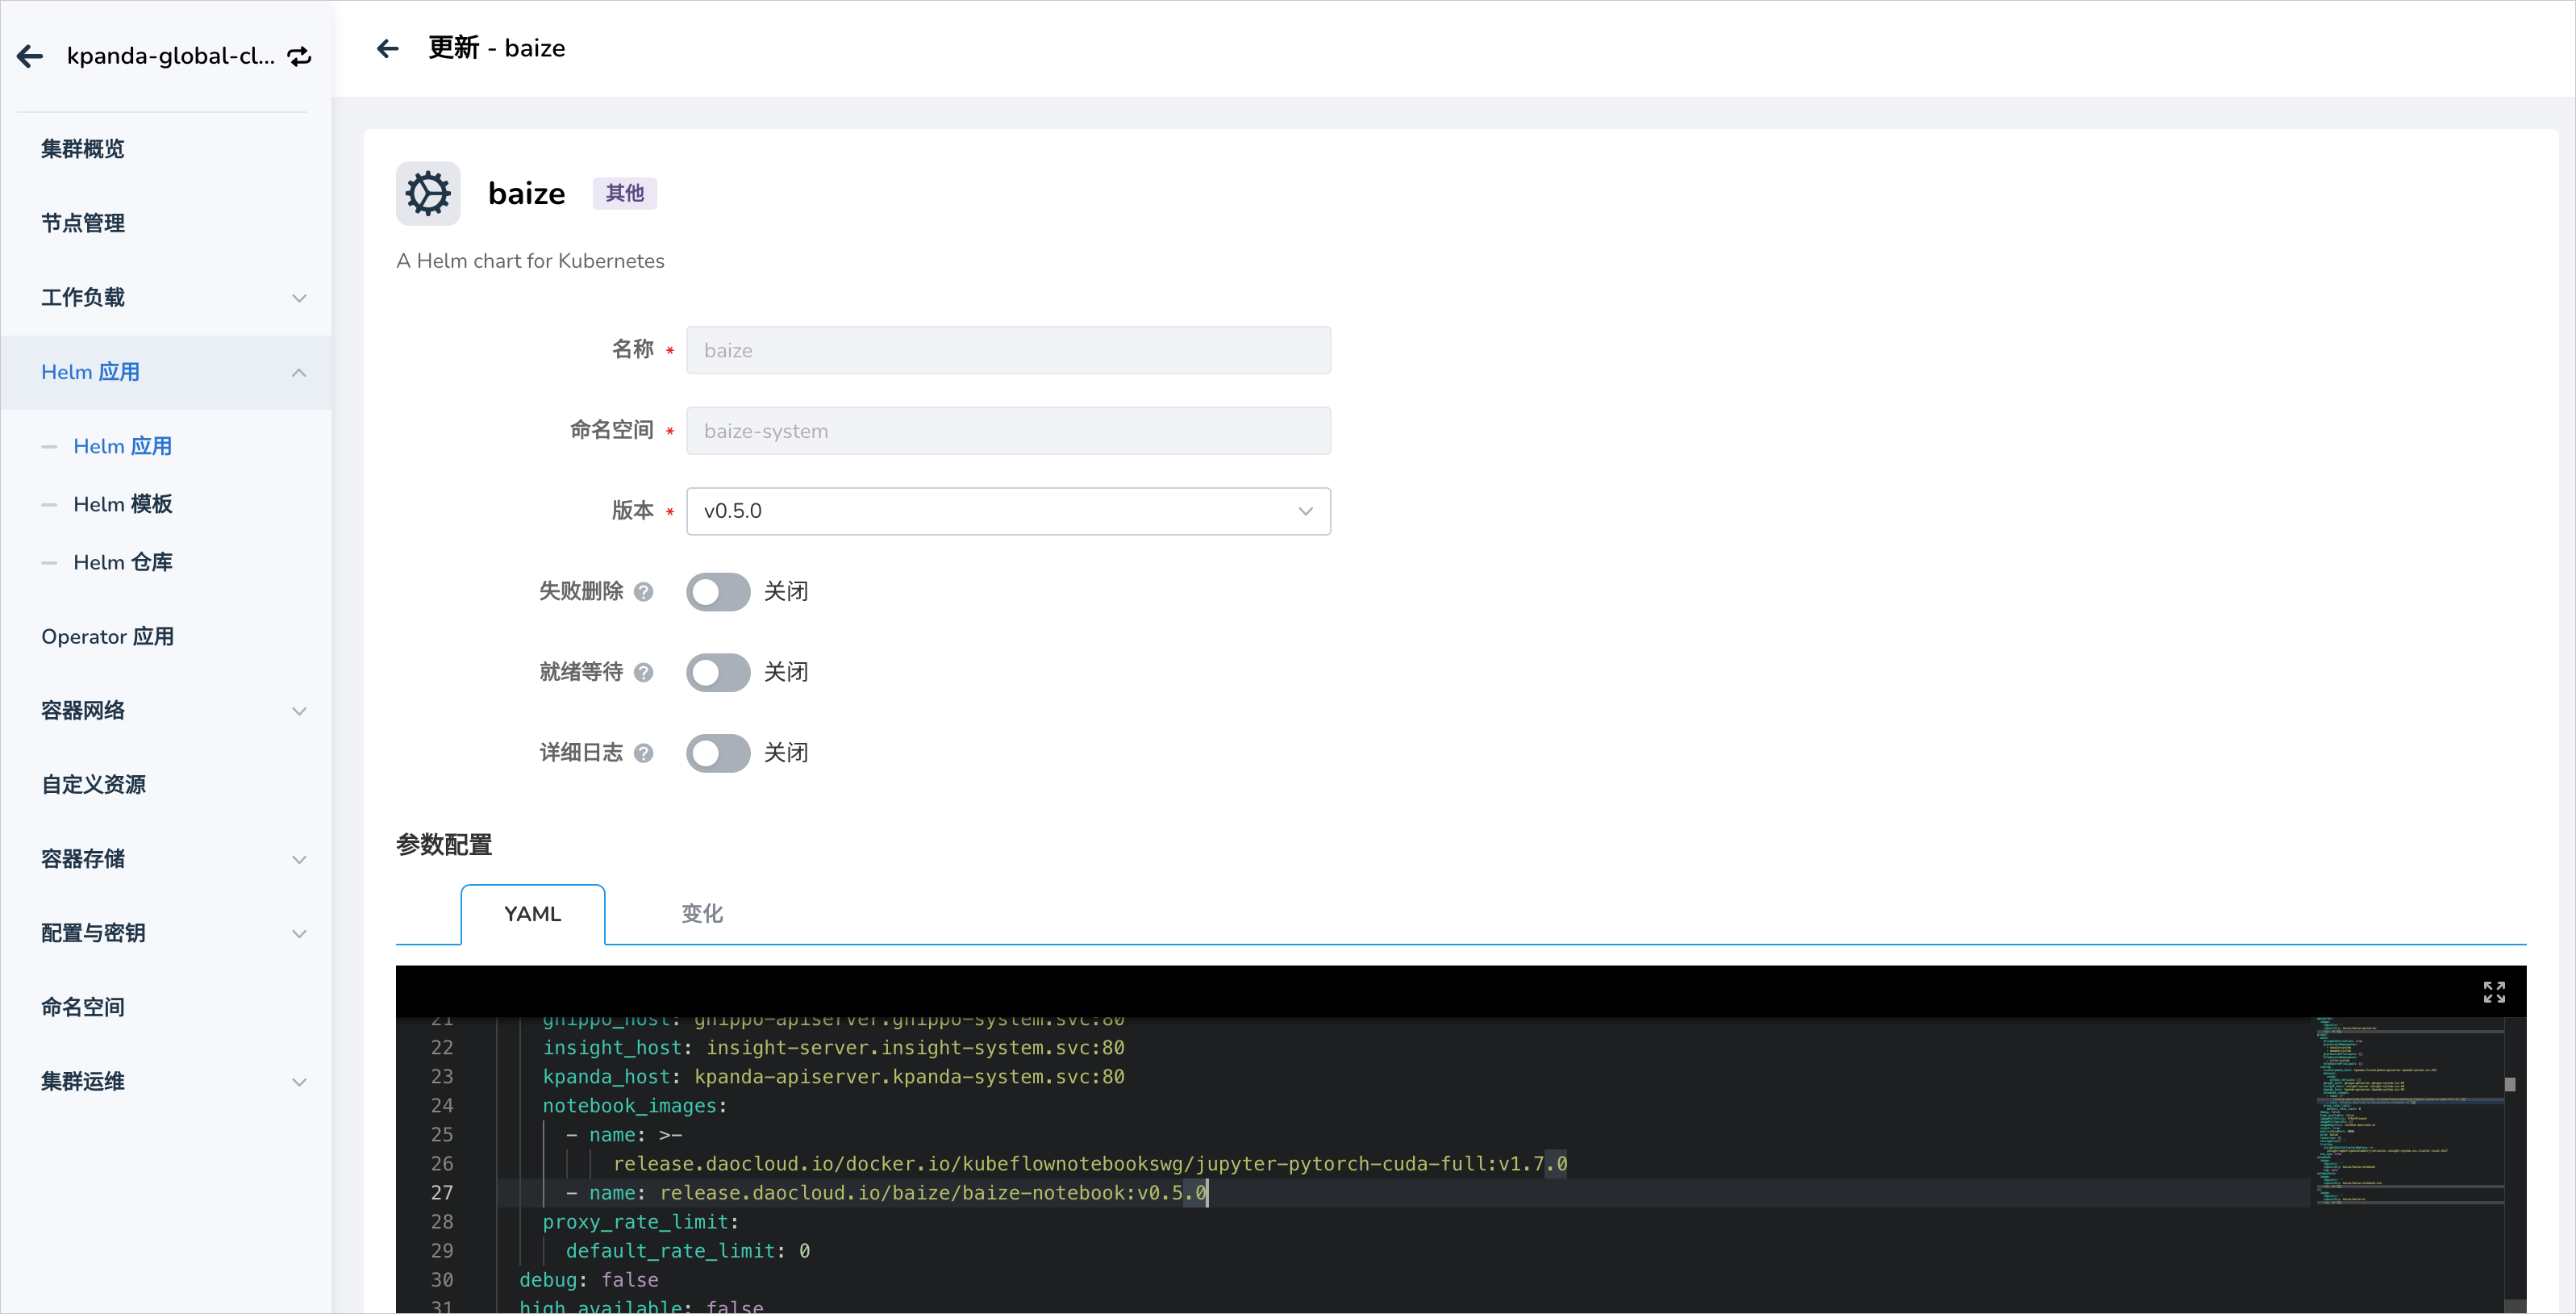 kpanda-global-cl...
集群概览
节点管理
工作负载
Helm 应用
Helm 应用
Helm 模板
Helm 仓库
Operator 应用
容器网络
自定义资源
容器存储
配置与密钥
命名空间
集群运维
更新 - baize
baize 其他
A Helm chart for Kubernetes
名称 * baize
命名空间 * baize-system
版本 * v0.5.0
失败删除 ? 关闭
就绪等待 ? 关闭
详细日志 ? 关闭
参数配置
YAML 变化
21 ghippo_host: ghippo-apiserver.ghippo-system.svc:80
22 insight_host: insight-server.insight-system.svc:80
23 kpanda_host: kpanda-apiserver.kpanda-system.svc:80
24 notebook_images:
25 - name: >-
26 release.daocloud.io/docker.io/kubeflownotebookswg/jupyter-pytorch-cuda-full:v1.7.0
27 - name: release.daocloud.io/baize/baize-notebook:v0.5.0
28 proxy_rate_limit:
29 default_rate_limit: 0
30 debug: false
31 high_available: false